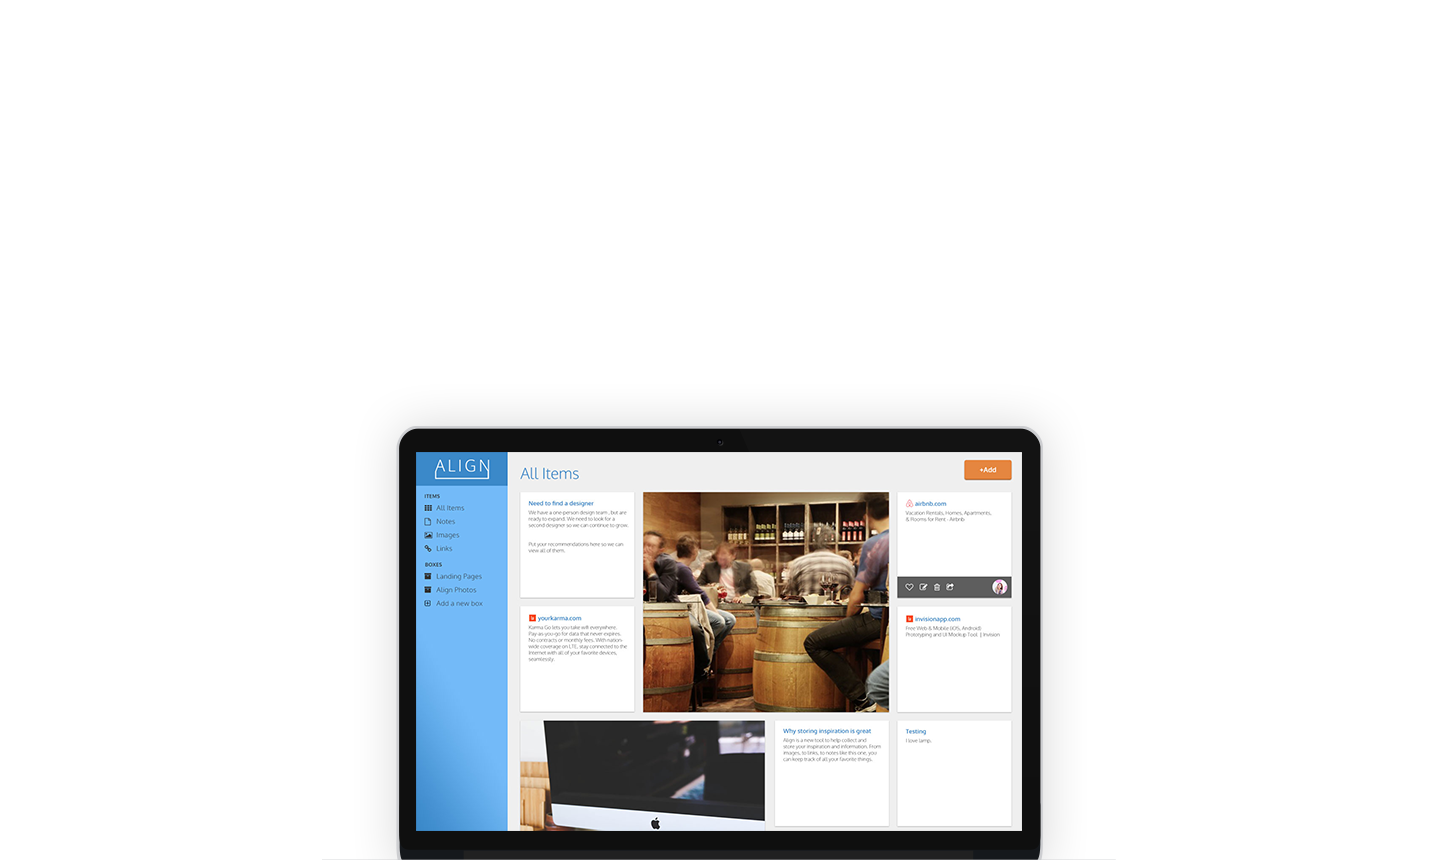 ALIGN
ITEMS
All Items
Notes
Images
Links
BOXES
Landing Pages
Align Photos
Add a new box
All Items
+Add
Need to find a designer
We have a one-person design team , but are
ready to expand. We need to look for a
second designer so we can continue to grow.
Put your recommendations here so we can
view all of them.
airbnb.com
Vacation Rentals, Homes, Apartments,
& Rooms for Rent - Airbnb
yourkarma.com
Karma Go lets you take wifi everywhere.
Pay-as-you-go for data that never expires.
No contracts or monthly fees. With nation-
wide coverage on LTE, stay connected to the
Internet with all of your favorite devices,
seamlessly.
invisionapp.com
Free Web & Mobile (iOS, Android)
Prototyping and UI Mockup Tool | Invision
Why storing inspiration is great
Align is a new tool to help collect and
store your inspiration and information. From
images, to links, to notes like this one, you
can keep track of all your favorite things.
Testing
I love lamp.